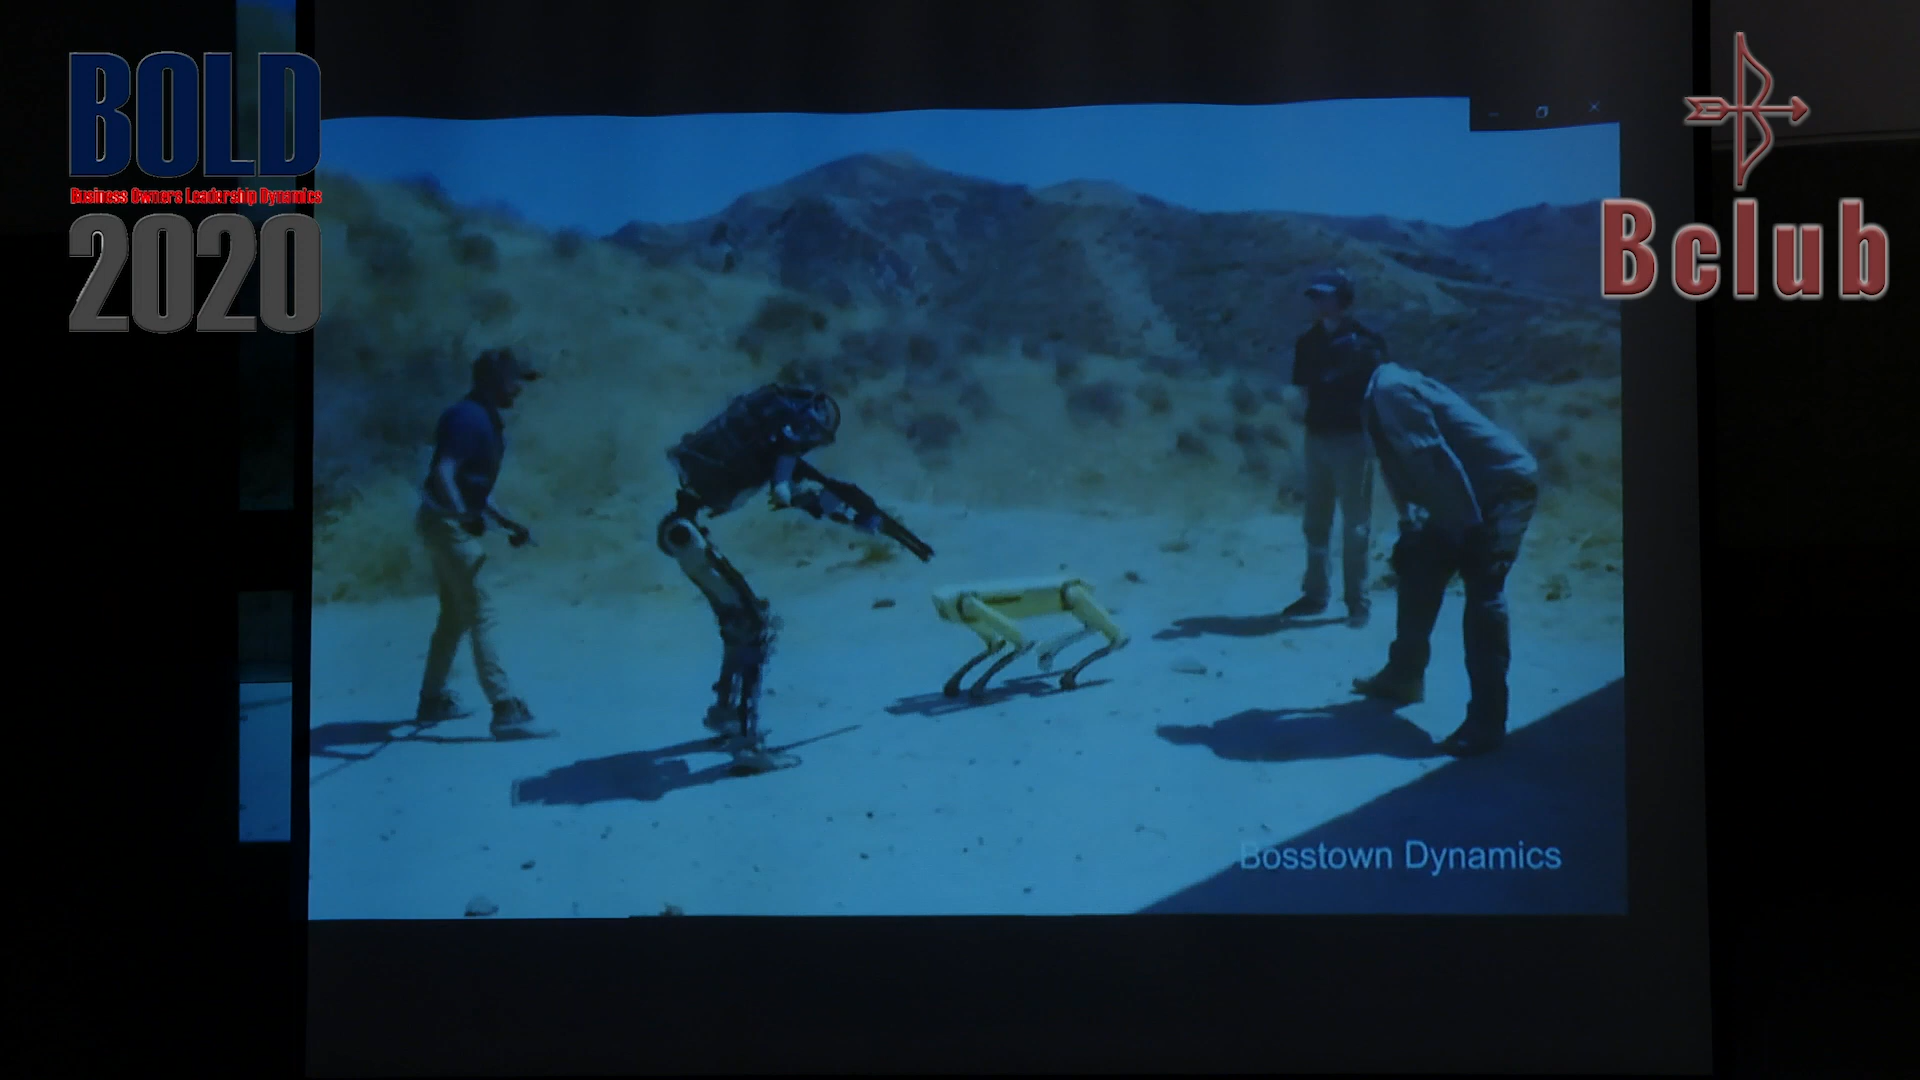 BOLD
Business Owners Leadership Dynamics
2020
Bclub
Bosstown Dynamics